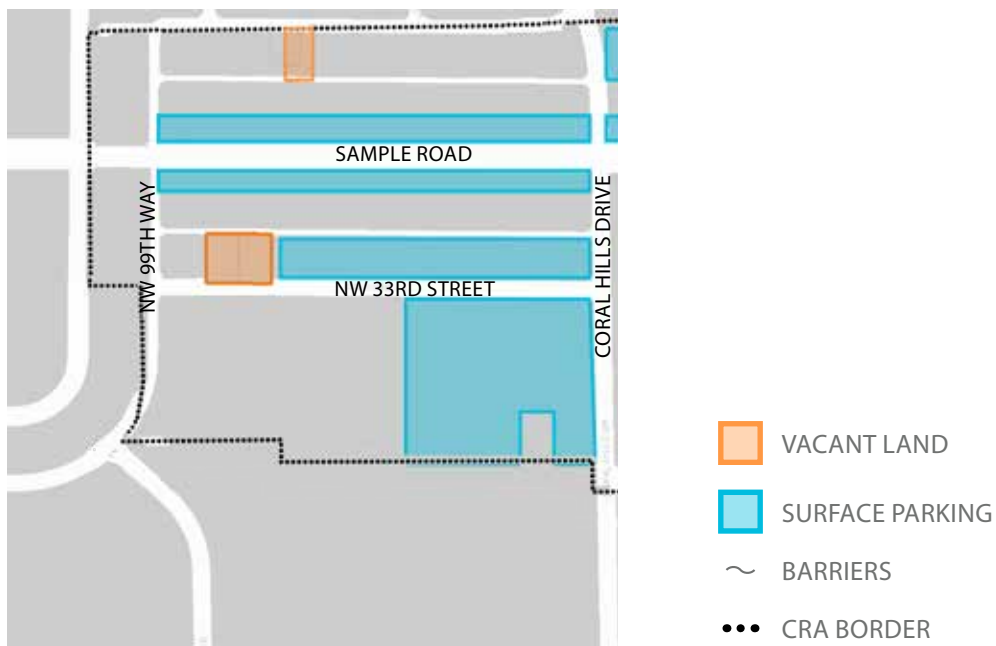 SAMPLE ROAD
NW 99TH WAY
CORAL HILLS DRIVE
NW 33RD STREET
VACANT LAND
SURFACE PARKING
BARRIERS
CRA BORDER